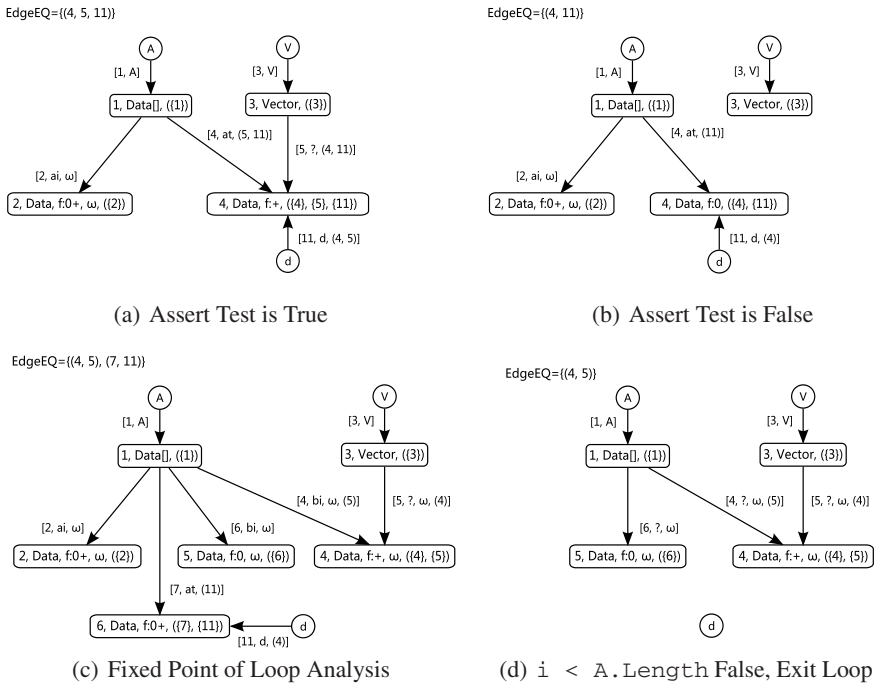 EdgeEQ={(4, 5, 11)}
A
V
[1, A]
[3, V]
1, Data[], ({1})
3, Vector, ({3})
[4, at, (5, 11)]
[5, ?, (4, 11)]
[2, ai, ω]
2, Data, f:0+, ω, ({2})
4, Data, f:+, ({4}, {5}, {11})
[11, d, (4, 5)]
d
(a) Assert Test is True
EdgeEQ={(4, 11)}
A
V
[1, A]
[3, V]
1, Data[], ({1})
3, Vector, ({3})
[4, at, (11)]
[2, ai, ω]
2, Data, f:0+, ω, ({2})
4, Data, f:0, ({4}, {11})
[11, d, (4)]
d
(b) Assert Test is False
EdgeEQ={(4, 5), (7, 11)}
A
V
[1, A]
[3, V]
1, Data[], ({1})
3, Vector, ({3})
[4, bi, ω, (5)]
[5, ?, ω, (4)]
[2, ai, ω]
[6, bi, ω]
2, Data, f:0+, ω, ({2})
5, Data, f:0, ω, ({6})
4, Data, f:+, ω, ({4}, {5})
[7, at, (11)]
6, Data, f:0+, ({7}, {11})
d
[11, d, (4)]
(c) Fixed Point of Loop Analysis
EdgeEQ={(4, 5)}
A
V
[1, A]
[3, V]
1, Data[], ({1})
3, Vector, ({3})
[4, ?, ω, (5)]
[5, ?, ω, (4)]
[6, ?, ω]
5, Data, f:0, ω, ({6})
4, Data, f:+, ω, ({4}, {5})
d
(d) i < A.Length False, Exit Loop